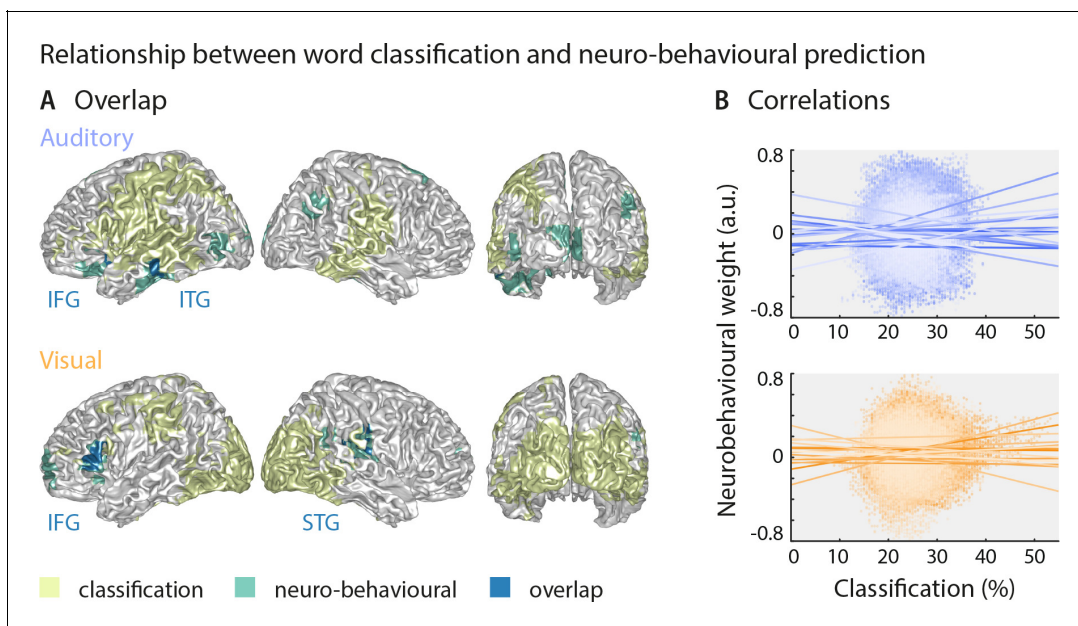 Relationship between word classification and neuro-behavioural prediction
A Overlap
Auditory
IFG
ITG
Visual
IFG
STG
classification
neuro-behavioural
overlap
B Correlations
Neurobehavioural weight (a.u.)
0.8
0
-0.8
0 10 20 30 40 50
0.8
0
-0.8
0 10 20 30 40 50
Classification (%)